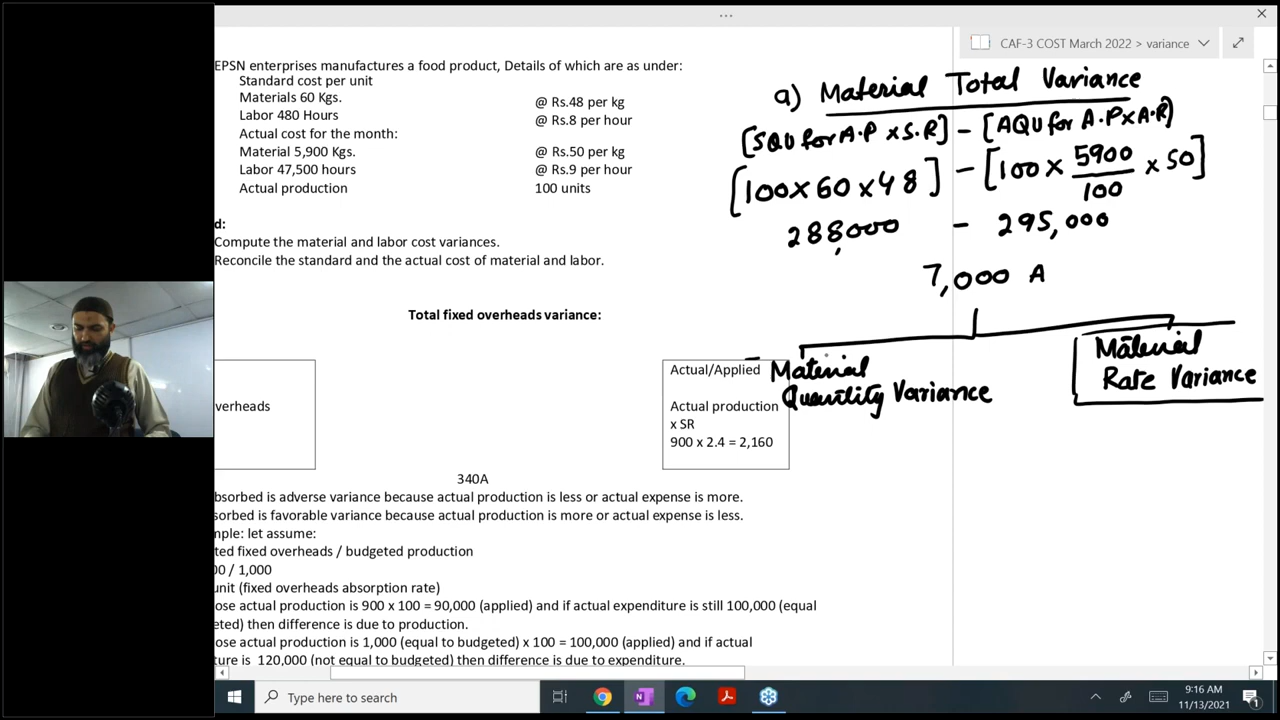 CAF-3 COST March 2022 > variance
EPSN enterprises manufactures a food product, Details of which are as under:
Standard cost per unit
Materials 60 Kgs. @ Rs.48 per kg
Labor 480 Hours @ Rs.8 per hour
Actual cost for the month:
Material 5,900 Kgs. @ Rs.50 per kg
Labor 47,500 hours @ Rs.9 per hour
Actual production 100 units
d:
Compute the material and labor cost variances.
Reconcile the standard and the actual cost of material and labor.
Total fixed overheads variance:
verheads
Actual/Applied
Actual production
x SR
900 x 2.4 = 2,160
340A
bsorbed is adverse variance because actual production is less or actual expense is more.
sorbed is favorable variance because actual production is more or actual expense is less.
mple: let assume:
ted fixed overheads / budgeted production
00 / 1,000
unit (fixed overheads absorption rate)
ose actual production is 900 x 100 = 90,000 (applied) and if actual expenditure is still 100,000 (equal
eted) then difference is due to production.
ose actual production is 1,000 (equal to budgeted) x 100 = 100,000 (applied) and if actual
ture is 120,000 (not equal to budgeted) then difference is due to expenditure.
a) Material Total Variance
[SQU for A.P x S.R] - [AQU for A.P x A.R)
[100 x 60 x 48] - [100 x 5900/100 x 50]
288,000 - 295,000
7,000 A
Material
Quantity Variance
Material
Rate Variance
Type here to search
9:16 AM
11/13/2021
1